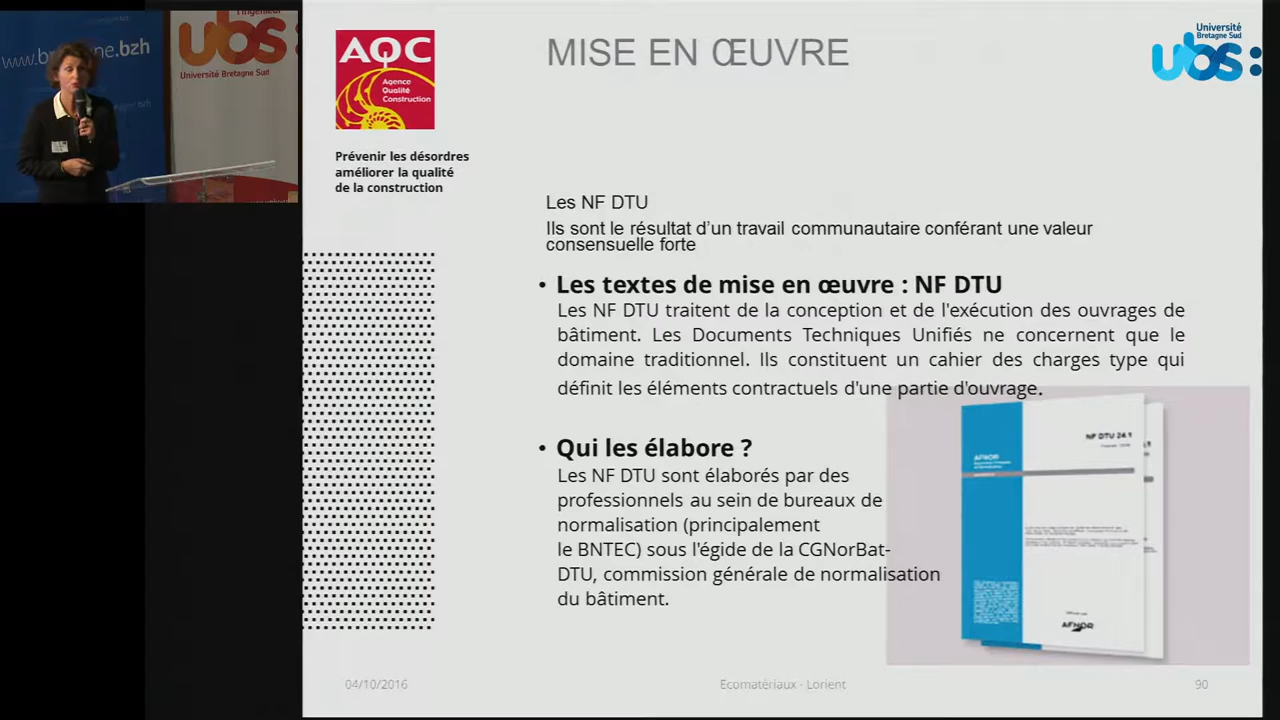 www.bretagne.bzh
l'ingénieur
ubs:
Université Bretagne Sud
AQC
Agence
Qualité
Construction
Prévenir les désordres
améliorer la qualité
de la construction
MISE EN ŒUVRE
Université
Bretagne Sud
ubs:
Les NF DTU
Ils sont le résultat d'un travail communautaire conférant une valeur
consensuelle forte
• Les textes de mise en œuvre : NF DTU
Les NF DTU traitent de la conception et de l'exécution des ouvrages de
bâtiment. Les Documents Techniques Unifiés ne concernent que le
domaine traditionnel. Ils constituent un cahier des charges type qui
définit les éléments contractuels d'une partie d'ouvrage.
• Qui les élabore ?
Les NF DTU sont élaborés par des
professionnels au sein de bureaux de
normalisation (principalement
le BNTEC) sous l'égide de la CGNorBat-
DTU, commission générale de normalisation
du bâtiment.
NF DTU 24.1
AFNOR
AFNOR
04/10/2016
Ecomatériaux - Lorient
90